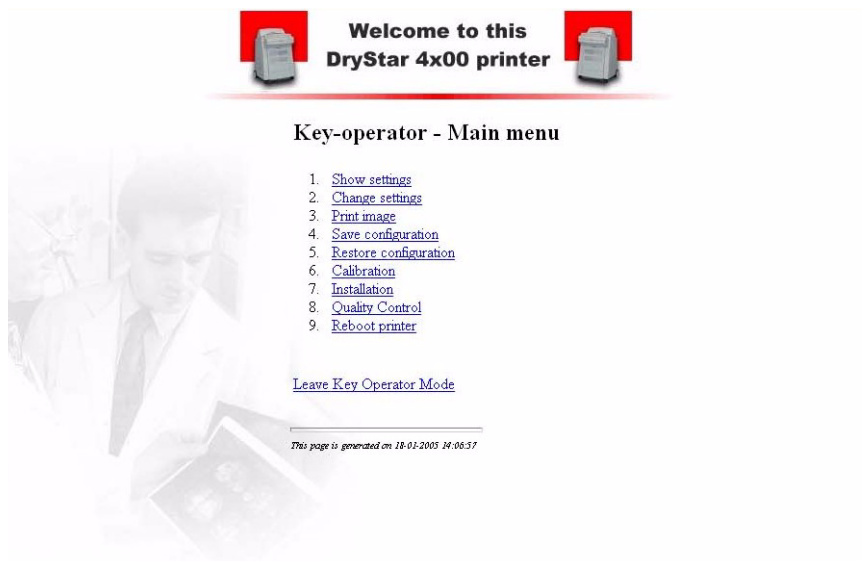 Welcome to this
DryStar 4x00 printer
Key-operator - Main menu
1. Show settings
2. Change settings
3. Print image
4. Save configuration
5. Restore configuration
6. Calibration
7. Installation
8. Quality Control
9. Reboot printer
Leave Key Operator Mode
This page is generated on 18-01-2005 14:06:57